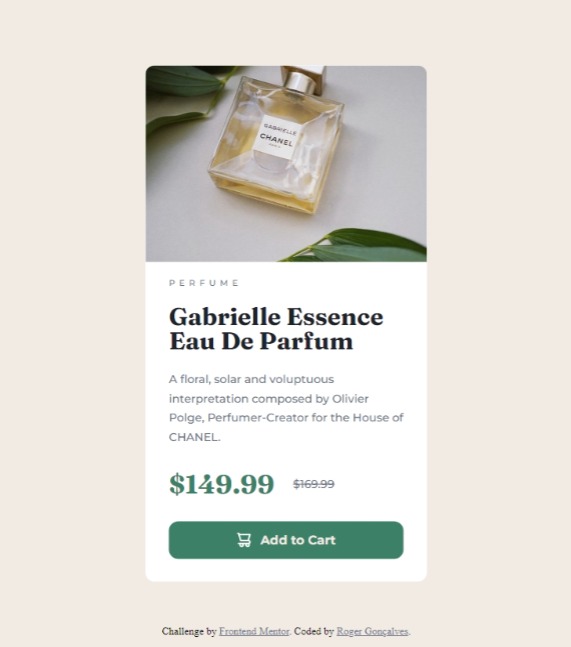 GABRIELLE
CHANEL
PERFUME
Gabrielle Essence
Eau De Parfum
A floral, solar and voluptuous
interpretation composed by Olivier
Polge, Perfumer-Creator for the House of
CHANEL.
$149.99 $169.99
Add to Cart
Challenge by Frontend Mentor. Coded by Roger Gonçalves.